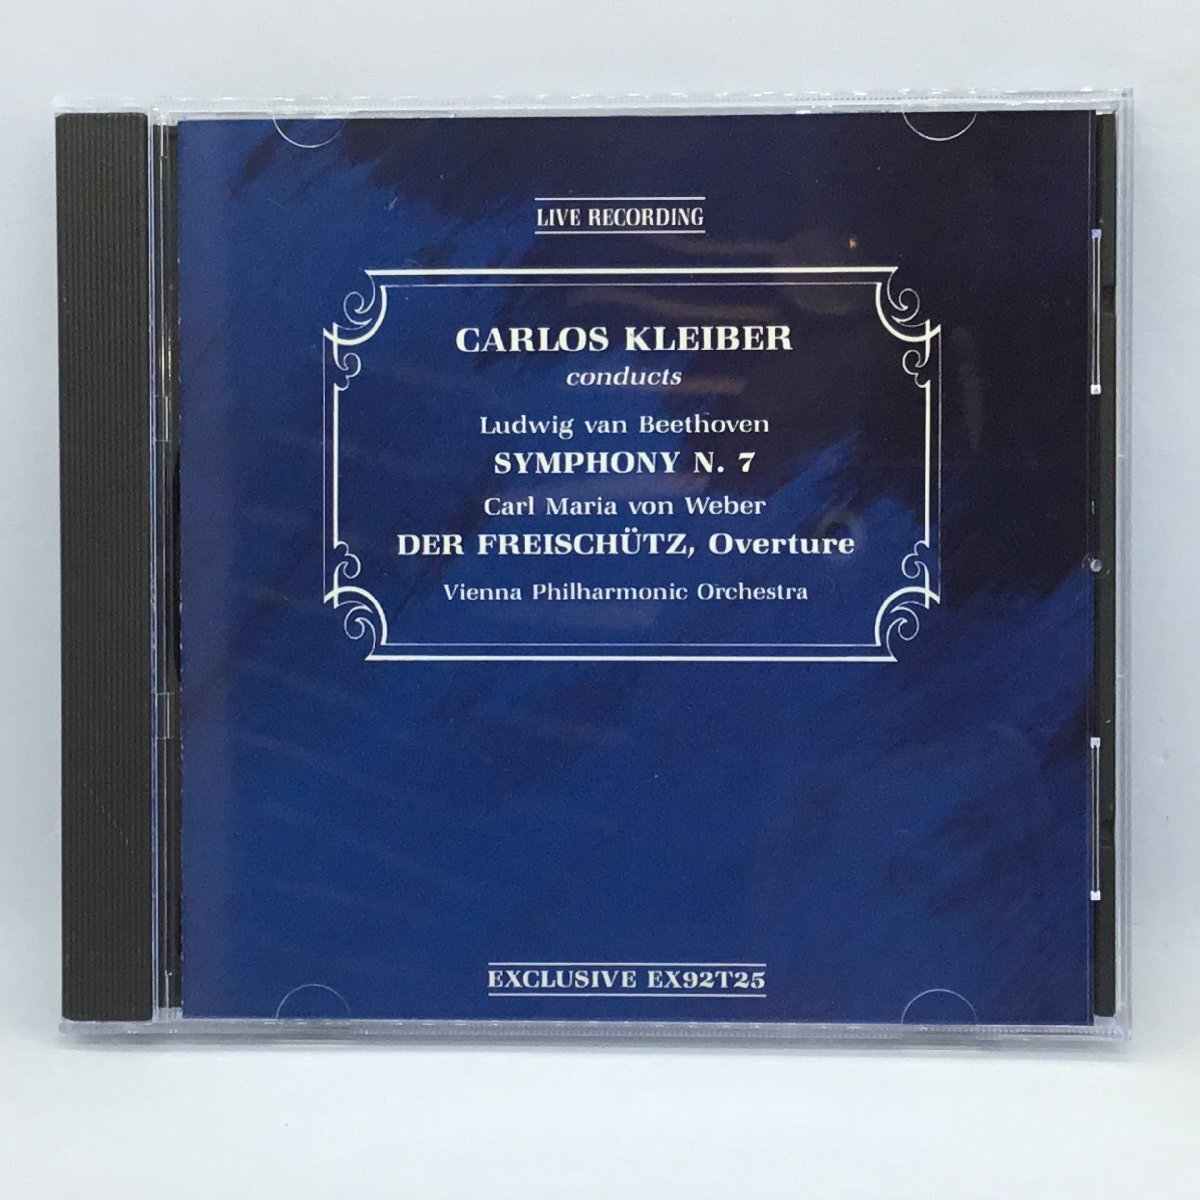 LIVE RECORDING
CARLOS KLEIBER
conducts
Ludwig van Beethoven
SYMPHONY N. 7
Carl Maria von Weber
DER FREISCHÜTZ, Overture
Vienna Philharmonic Orchestra
EXCLUSIVE EX92T25